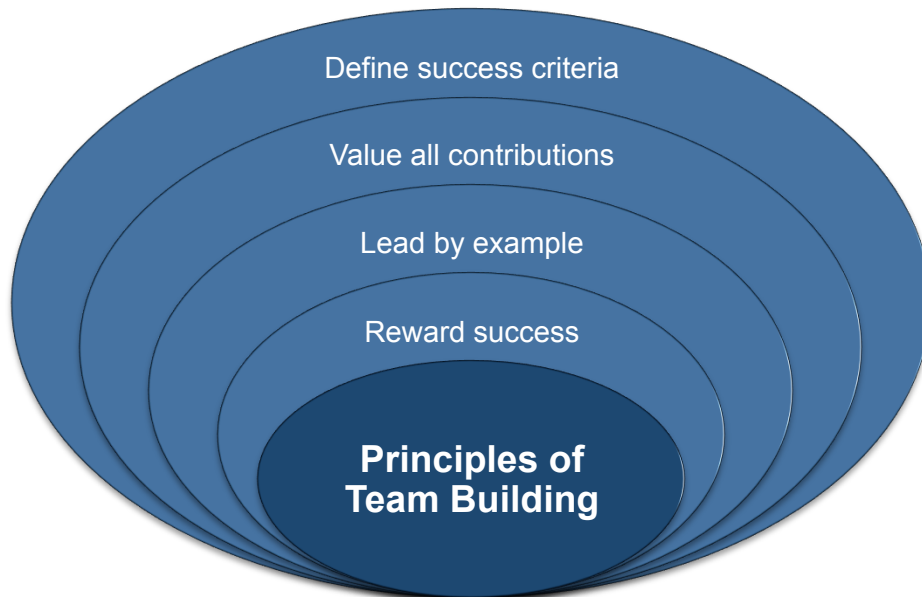 Define success criteria
Value all contributions
Lead by example
Reward success
Principles of
Team Building